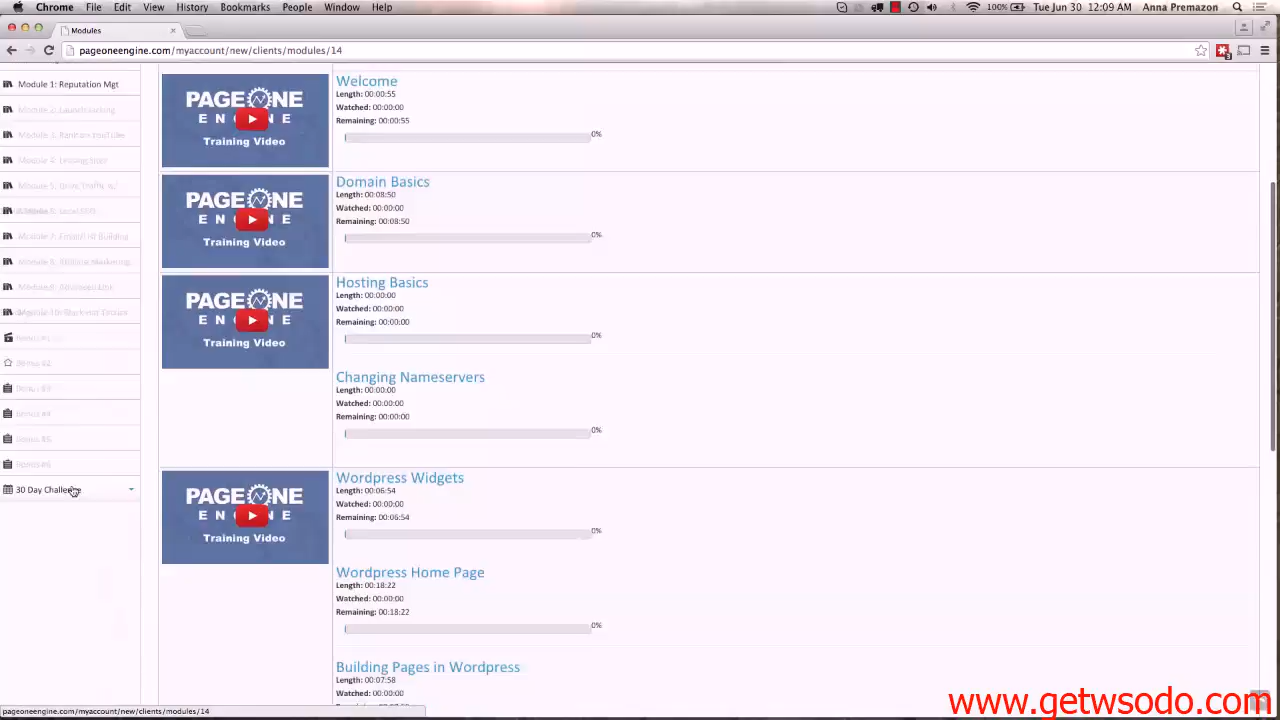 Chrome File Edit View History Bookmarks People Window Help
100% Tue Jun 30 12:09 AM Anna Premazon
Modules
pageoneengine.com/myaccount/new/clients/modules/14
Module 1: Reputation Mgt
30 Day Challenge
PAGE ONE
ENGINE
Training Video
Welcome
Length: 00:00:55
Watched: 00:00:00
Remaining: 00:00:55
0%
PAGE ONE
ENGINE
Training Video
Domain Basics
Length: 00:08:50
Watched: 00:00:00
Remaining: 00:08:50
0%
PAGE ONE
ENGINE
Training Video
Hosting Basics
Length: 00:00:00
Watched: 00:00:00
Remaining: 00:00:00
0%
Changing Nameservers
Length: 00:00:00
Watched: 00:00:00
Remaining: 00:00:00
0%
PAGE ONE
ENGINE
Training Video
Wordpress Widgets
Length: 00:06:54
Watched: 00:00:00
Remaining: 00:06:54
0%
Wordpress Home Page
Length: 00:18:22
Watched: 00:00:00
Remaining: 00:18:22
0%
Building Pages in Wordpress
Length: 00:07:58
Watched: 00:00:00
pageoneengine.com/myaccount/new/clients/modules/14
www.getwsodo.com